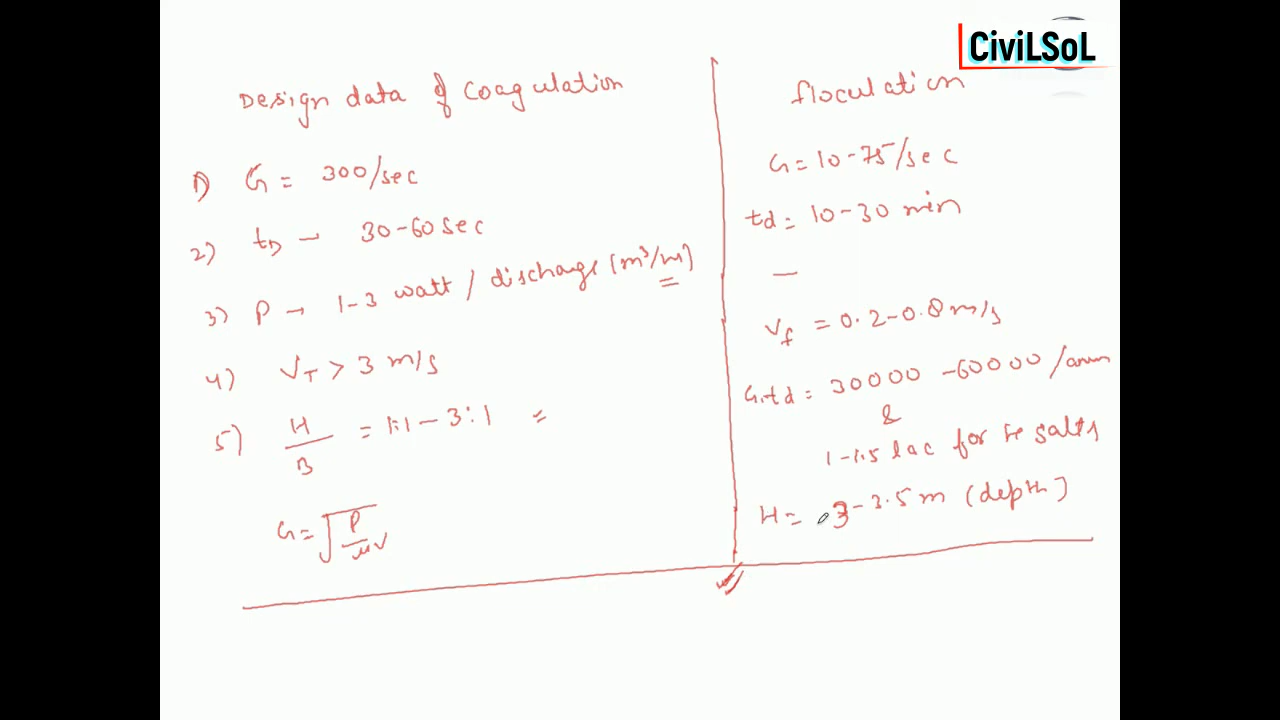 CiviLSoL
Design data of Coagulation
1) G = 300/sec
2) tD – 30-60 sec
3) P → 1-3 watt / discharge (m³/hr)
4) VT > 3 m/s
5) H/B = 1:1 – 3:1
G = √P/μV
floculation
G = 10-75/sec
td = 10-30 min
—
Vf = 0.2-0.8 m/s
G.td = 30000 -60000 /
&
1-1.5 lac for Fe salts
H = 3-3.5 m (depth)